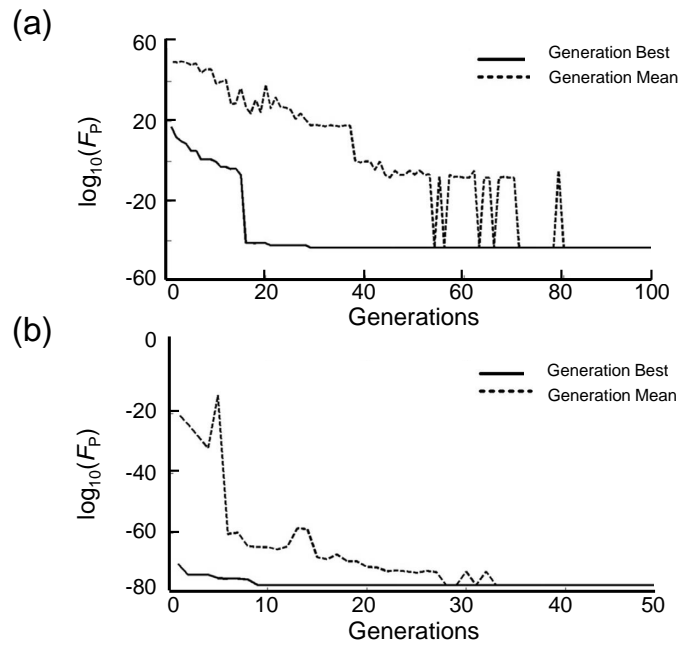 (a)
60
20
-20
-60
log10(FP)
Generation Best
Generation Mean
0
20
40
60
80
100
Generations
(b)
0
-20
-40
-60
-80
log10(FP)
Generation Best
Generation Mean
0
10
20
30
40
50
Generations